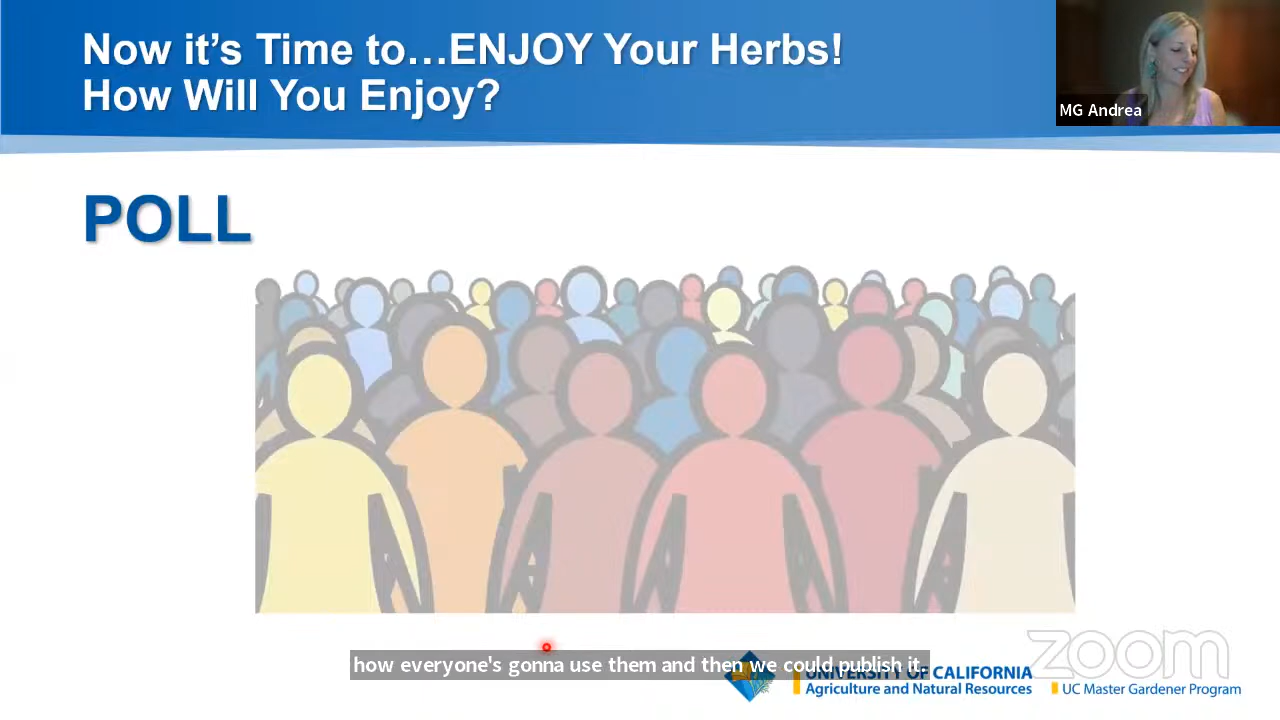 Now it's Time to…ENJOY Your Herbs!
How Will You Enjoy?
MG Andrea
POLL
how everyone's gonna use them and then we could publish it.
zoom
UNIVERSITY OF CALIFORNIA
Agriculture and Natural Resources
UC Master Gardener Program